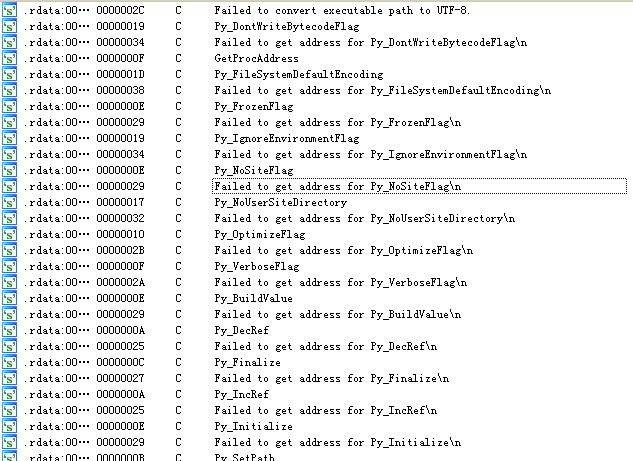 .rdata:00… 0000002C C Failed to convert executable path to UTF-8.
.rdata:00… 00000019 C Py_DontWriteBytecodeFlag
.rdata:00… 00000034 C Failed to get address for Py_DontWriteBytecodeFlag\n
.rdata:00… 0000000F C GetProcAddress
.rdata:00… 0000001D C Py_FileSystemDefaultEncoding
.rdata:00… 00000038 C Failed to get address for Py_FileSystemDefaultEncoding\n
.rdata:00… 0000000E C Py_FrozenFlag
.rdata:00… 00000029 C Failed to get address for Py_FrozenFlag\n
.rdata:00… 00000019 C Py_IgnoreEnvironmentFlag
.rdata:00… 00000034 C Failed to get address for Py_IgnoreEnvironmentFlag\n
.rdata:00… 0000000E C Py_NoSiteFlag
.rdata:00… 00000029 C Failed to get address for Py_NoSiteFlag\n
.rdata:00… 00000017 C Py_NoUserSiteDirectory
.rdata:00… 00000032 C Failed to get address for Py_NoUserSiteDirectory\n
.rdata:00… 00000010 C Py_OptimizeFlag
.rdata:00… 0000002B C Failed to get address for Py_OptimizeFlag\n
.rdata:00… 0000000F C Py_VerboseFlag
.rdata:00… 0000002A C Failed to get address for Py_VerboseFlag\n
.rdata:00… 0000000E C Py_BuildValue
.rdata:00… 00000029 C Failed to get address for Py_BuildValue\n
.rdata:00… 0000000A C Py_DecRef
.rdata:00… 00000025 C Failed to get address for Py_DecRef\n
.rdata:00… 0000000C C Py_Finalize
.rdata:00… 00000027 C Failed to get address for Py_Finalize\n
.rdata:00… 0000000A C Py_IncRef
.rdata:00… 00000025 C Failed to get address for Py_IncRef\n
.rdata:00… 0000000E C Py_Initialize
.rdata:00… 00000029 C Failed to get address for Py_Initialize\n
.rdata:00… 0000000B C Py_SetPath